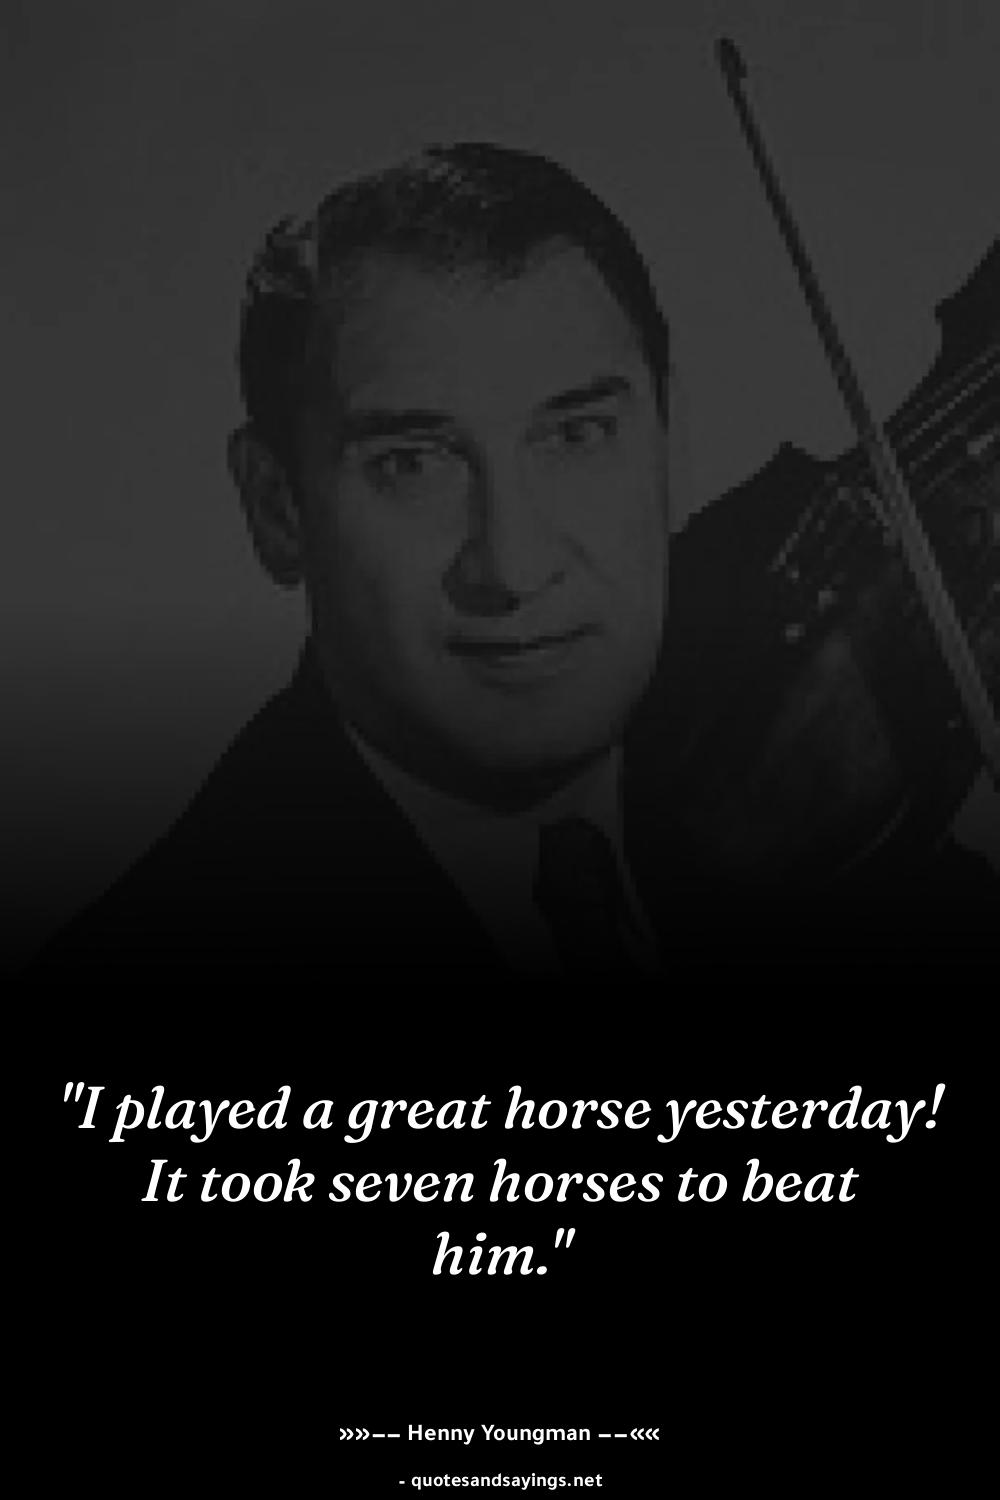 "I played a great horse yesterday!
It took seven horses to beat
him."
»»–– Henny Youngman ––««
- quotesandsayings.net